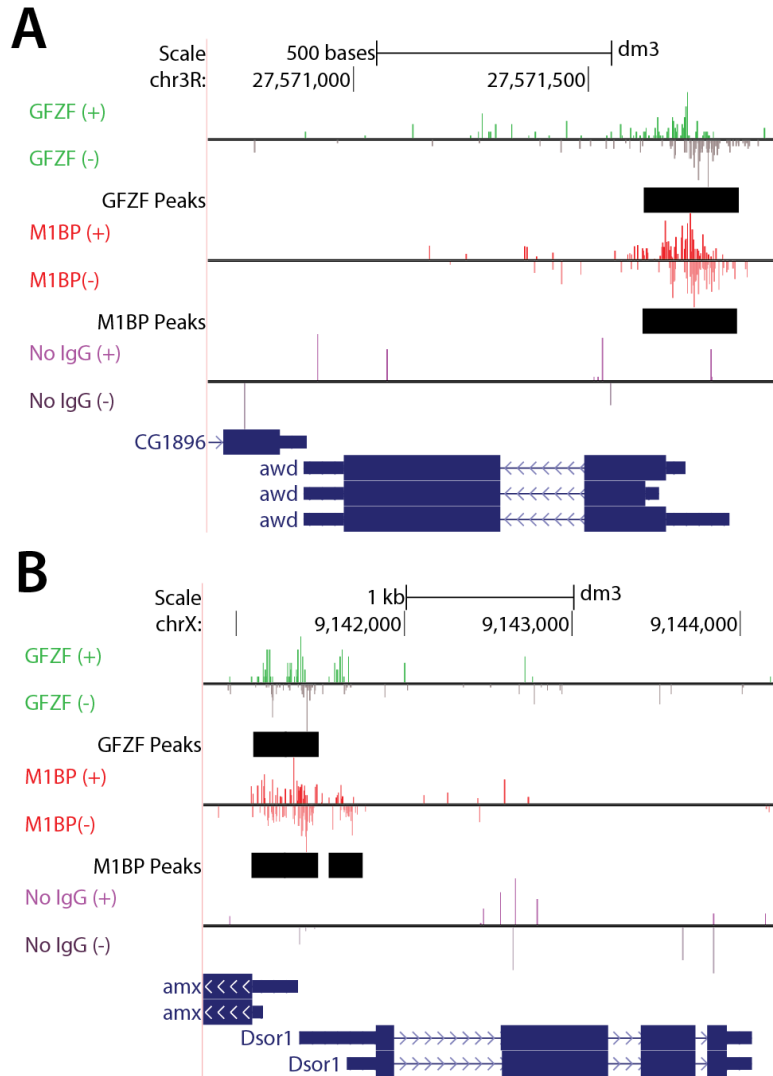 A
Scale 500 bases dm3
chr3R: 27,571,000 27,571,500
GFZF (+)
GFZF (-)
GFZF Peaks
M1BP (+)
M1BP(-)
M1BP Peaks
No IgG (+)
No IgG (-)
CG1896
awd
awd
awd
B
Scale 1 kb dm3
chrX: 9,142,000 9,143,000 9,144,000
GFZF (+)
GFZF (-)
GFZF Peaks
M1BP (+)
M1BP(-)
M1BP Peaks
No IgG (+)
No IgG (-)
amx
amx
Dsor1
Dsor1